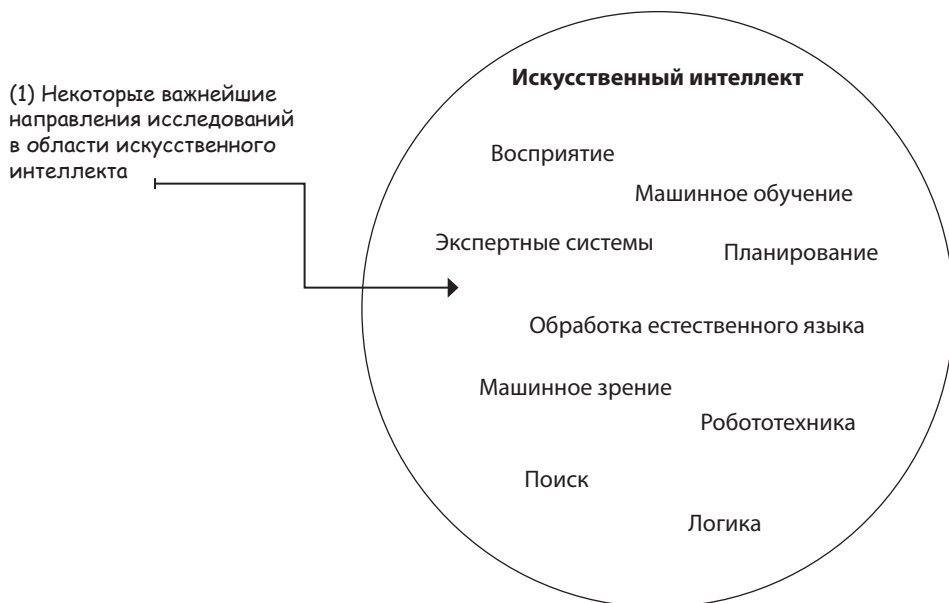 Искусственный интеллект
(1) Некоторые важнейшие
направления исследований
в области искусственного
интеллекта
Восприятие
Машинное обучение
Экспертные системы
Планирование
Обработка естественного языка
Машинное зрение
Робототехника
Поиск
Логика